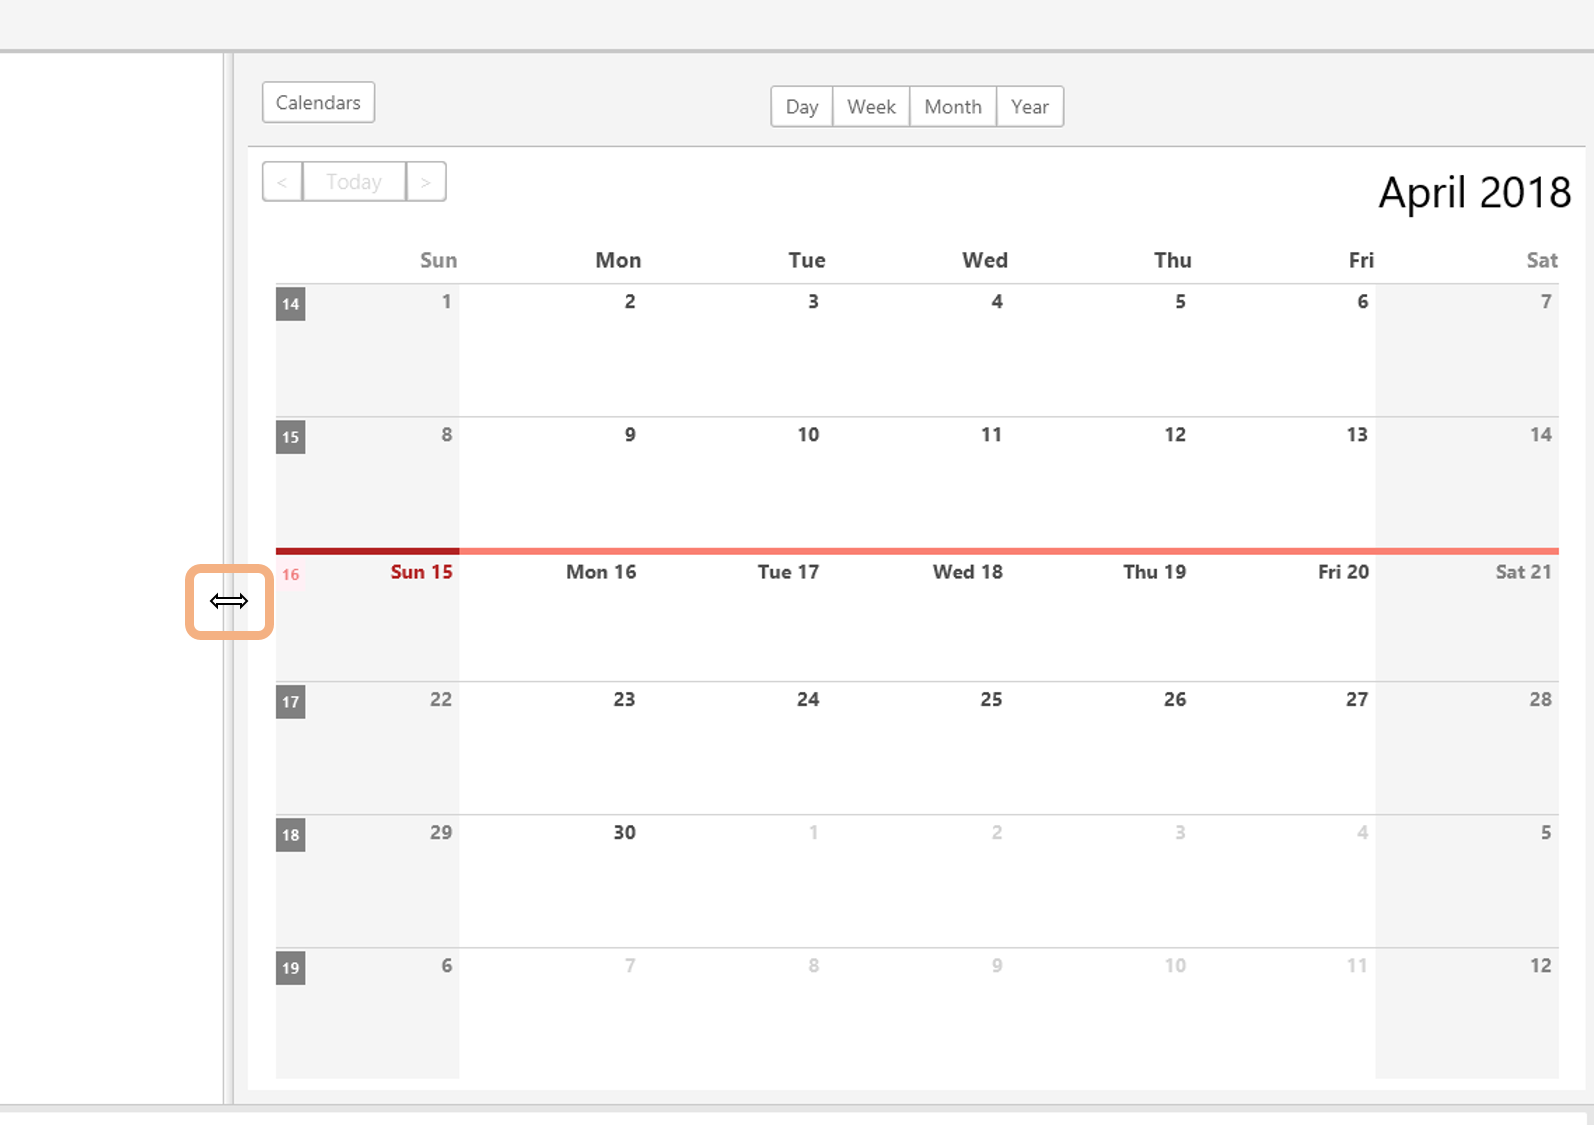 Calendars Day Week Month Year
< Today > April 2018
Sun Mon Tue Wed Thu Fri Sat
14 1 2 3 4 5 6 7
15 8 9 10 11 12 13 14
16 Sun 15 Mon 16 Tue 17 Wed 18 Thu 19 Fri 20 Sat 21
17 22 23 24 25 26 27 28
18 29 30 1 2 3 4 5
19 6 7 8 9 10 11 12